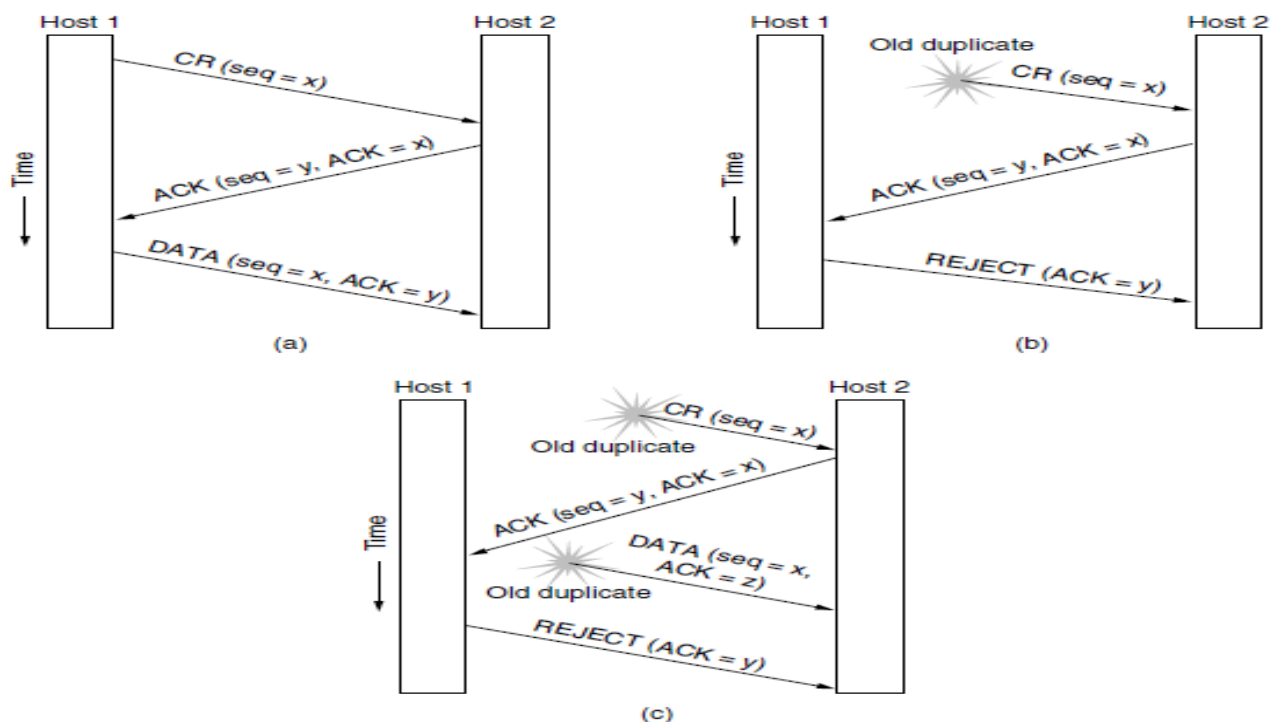 Host 1
Host 2
CR (seq = x)
ACK (seq = y, ACK = x)
DATA (seq = x, ACK = y)
Time
(a)
Host 1
Host 2
Old duplicate
CR (seq = x)
ACK (seq = y, ACK = x)
REJECT (ACK = y)
Time
(b)
Host 1
Host 2
CR (seq = x)
Old duplicate
ACK (seq = y, ACK = x)
DATA (seq = x,
ACK = z)
Old duplicate
REJECT (ACK = y)
Time
(c)